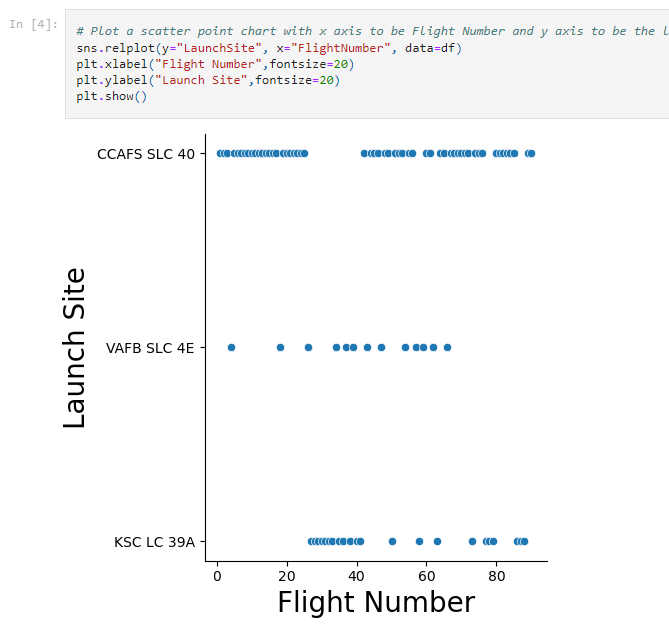 In [4]:
# Plot a scatter point chart with x axis to be Flight Number and y axis to be the
sns.relplot(y="LaunchSite", x="FlightNumber", data=df)
plt.xlabel("Flight Number",fontsize=20)
plt.ylabel("Launch Site",fontsize=20)
plt.show()
CCAFS SLC 40
VAFB SLC 4E
KSC LC 39A
Launch Site
0 20 40 60 80
Flight Number